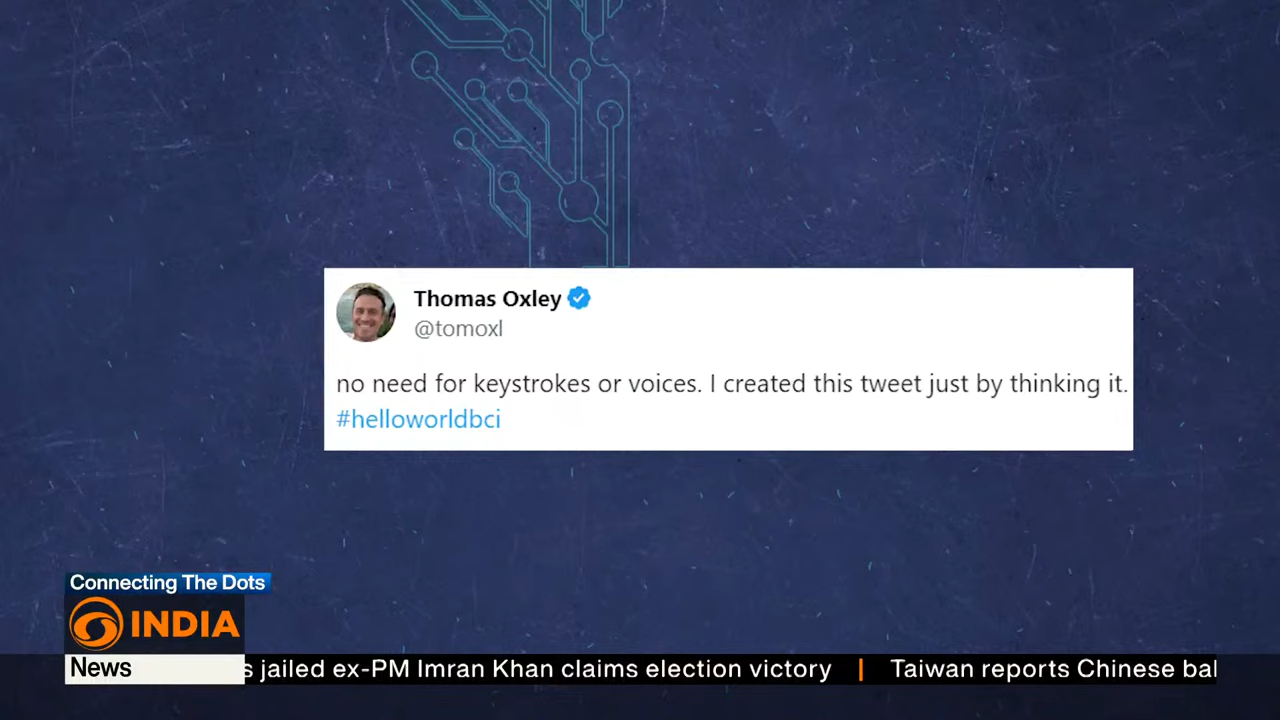 Thomas Oxley
@tomoxl
no need for keystrokes or voices. I created this tweet just by thinking it.
#helloworldbci
Connecting The Dots
INDIA
News
s jailed ex-PM Imran Khan claims election victory | Taiwan reports Chinese bal